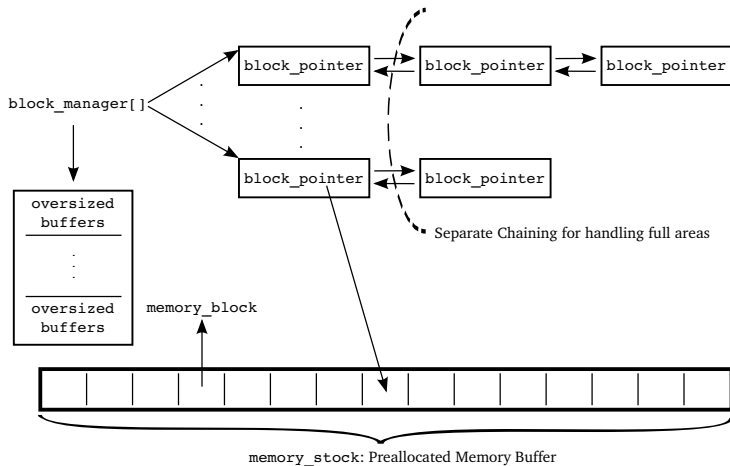 block_pointer
block_pointer
block_pointer
block_manager[]
block_pointer
block_pointer
oversized
buffers
Separate Chaining for handling full areas
oversized
buffers
memory_block
memory_stock: Preallocated Memory Buffer